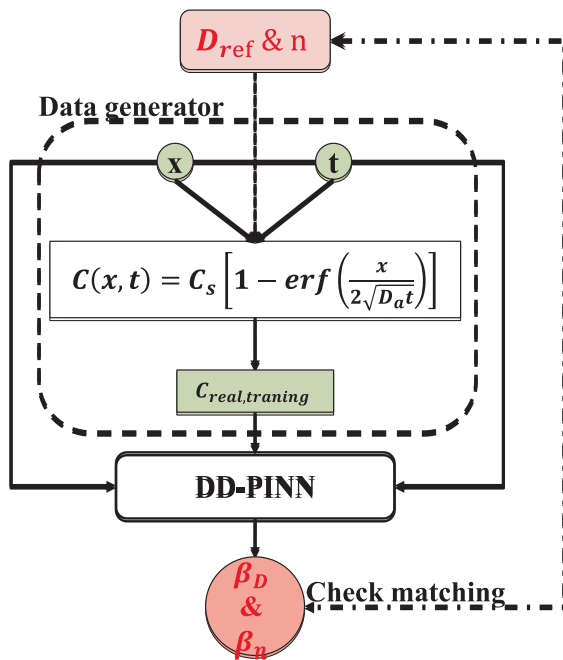 D_ref & n
Data generator
x
t
C(x, t) = C_s [1 − erf (x / 2√D_a t)]
C_real,traning
DD-PINN
β_D
&
β_n
Check matching